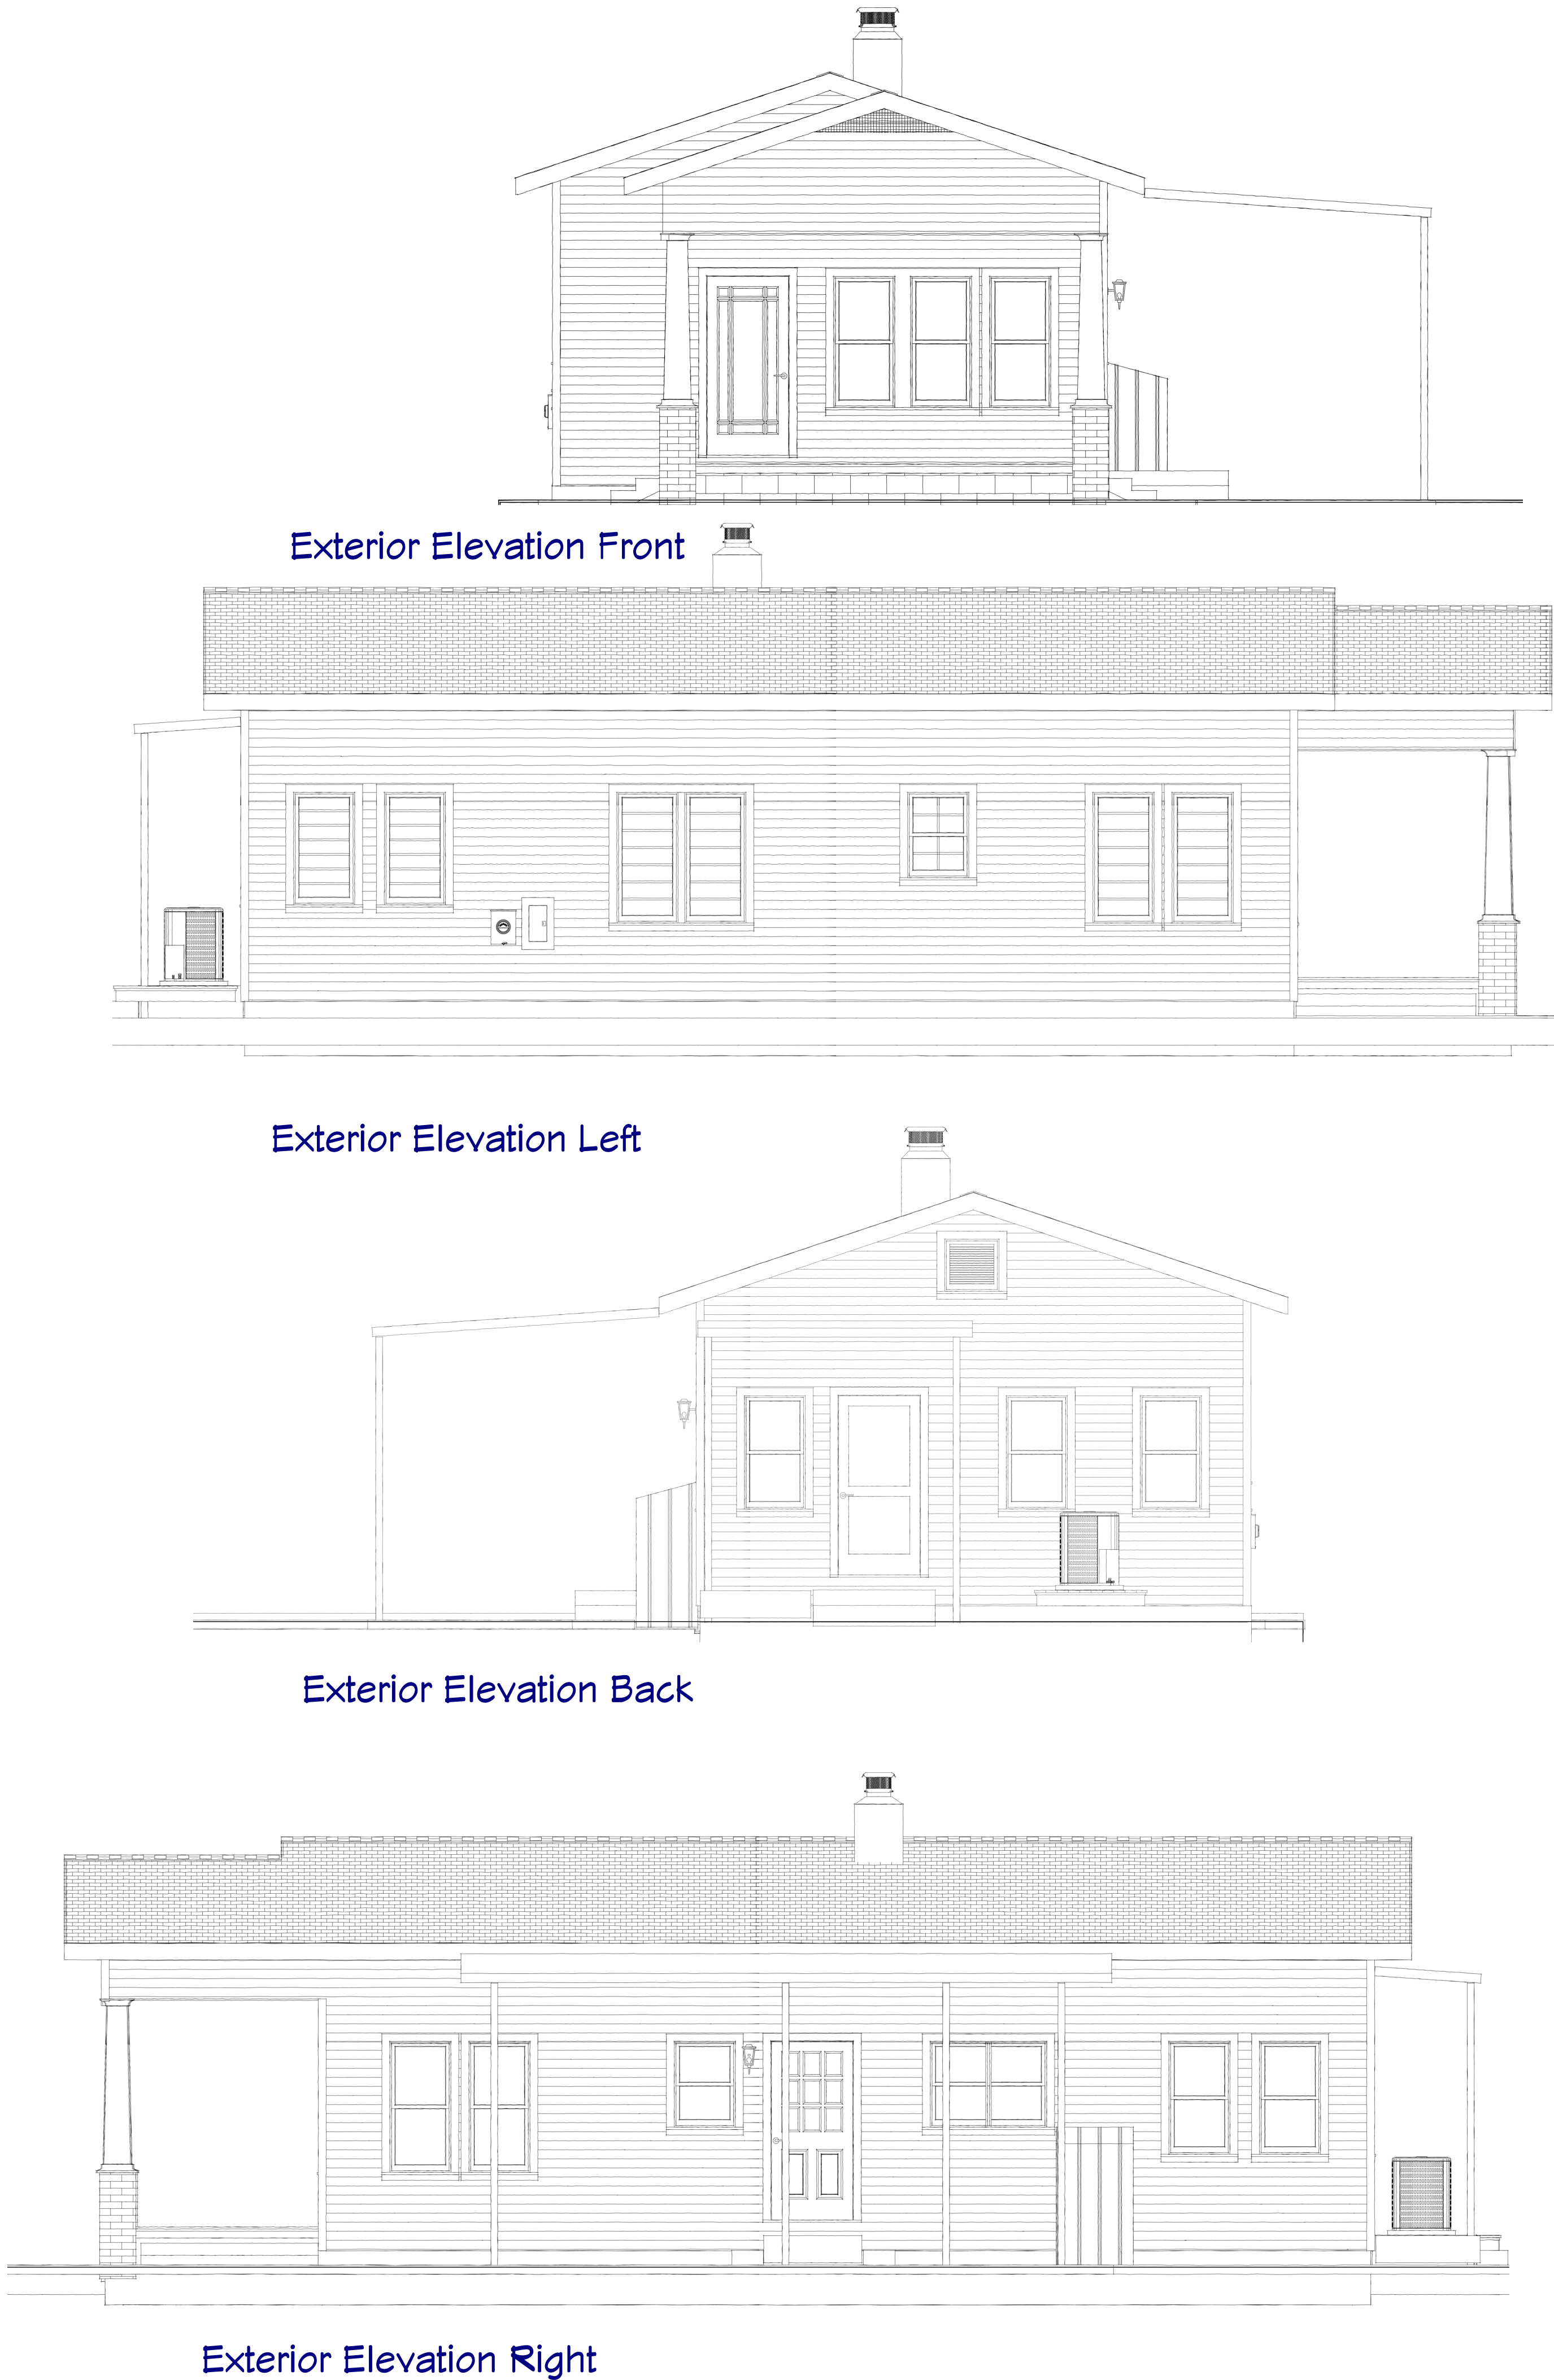 Exterior Elevation Front
Exterior Elevation Left
Exterior Elevation Back
Exterior Elevation Right